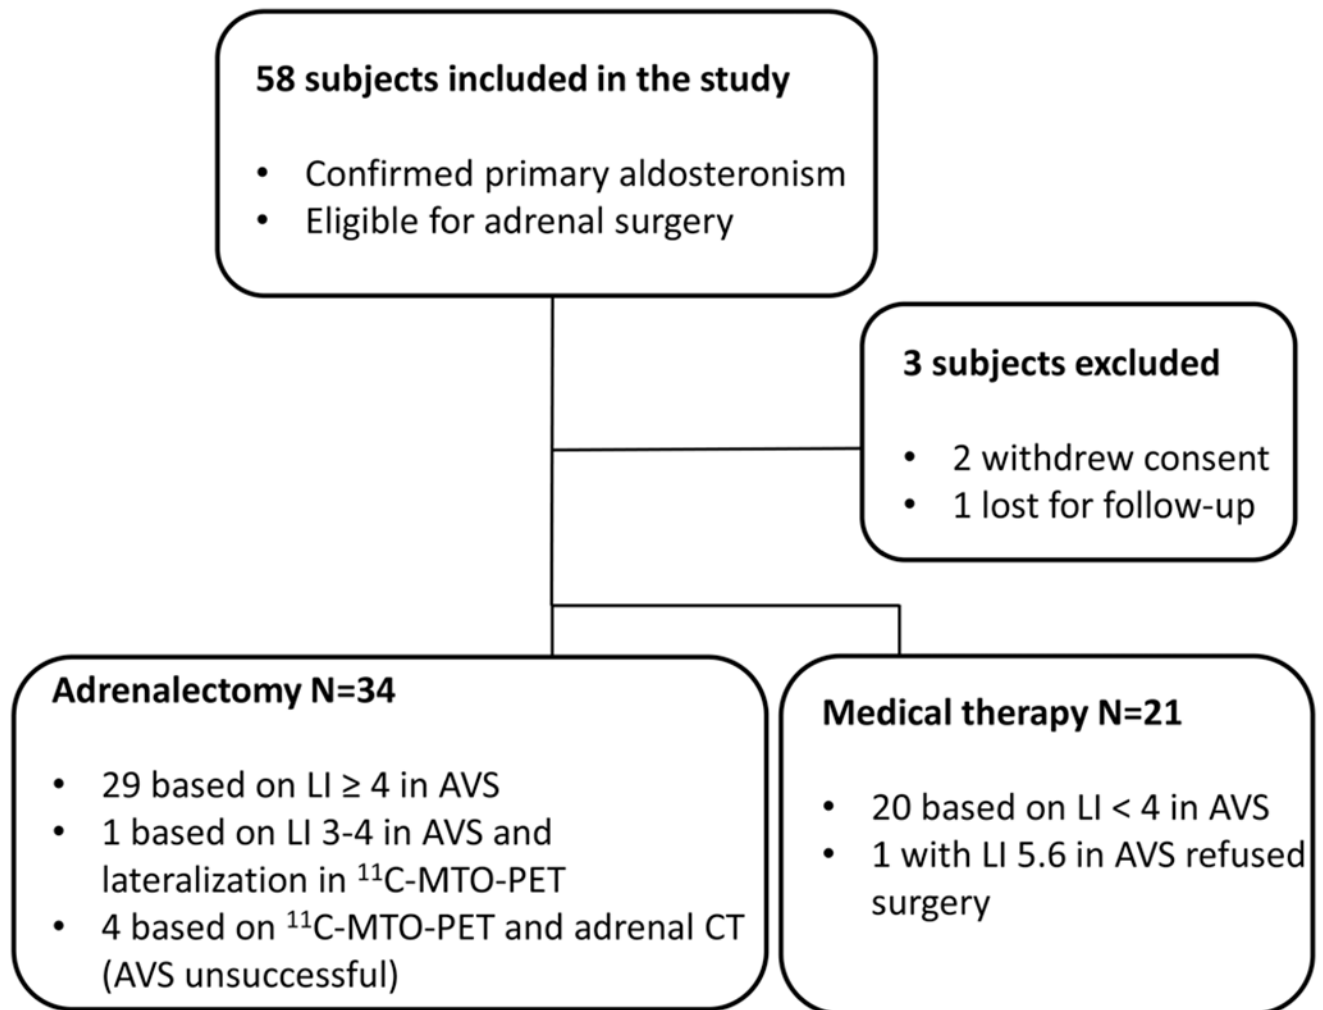 58 subjects included in the study
• Confirmed primary aldosteronism
• Eligible for adrenal surgery
3 subjects excluded
• 2 withdrew consent
• 1 lost for follow-up
Adrenalectomy N=34
• 29 based on LI ≥ 4 in AVS
• 1 based on LI 3-4 in AVS and
lateralization in ¹¹C-MTO-PET
• 4 based on ¹¹C-MTO-PET and adrenal CT
(AVS unsuccessful)
Medical therapy N=21
• 20 based on LI < 4 in AVS
• 1 with LI 5.6 in AVS refused
surgery